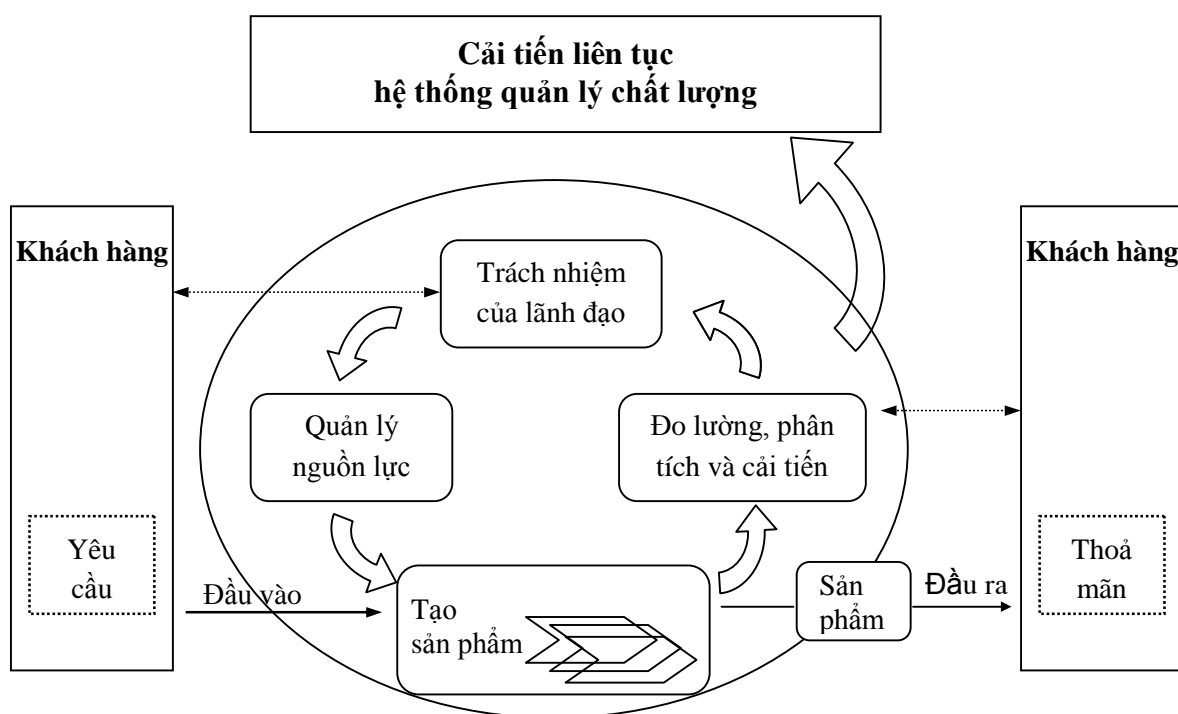 Cải tiến liên tục
hệ thống quản lý chất lượng
Khách hàng
Khách hàng
Trách nhiệm
của lãnh đạo
Quản lý
nguồn lực
Đo lường, phân
tích và cải tiến
Yêu
cầu
Đầu vào
Tạo
sản phẩm
Sản
phẩm
Đầu ra
Thoả
mãn